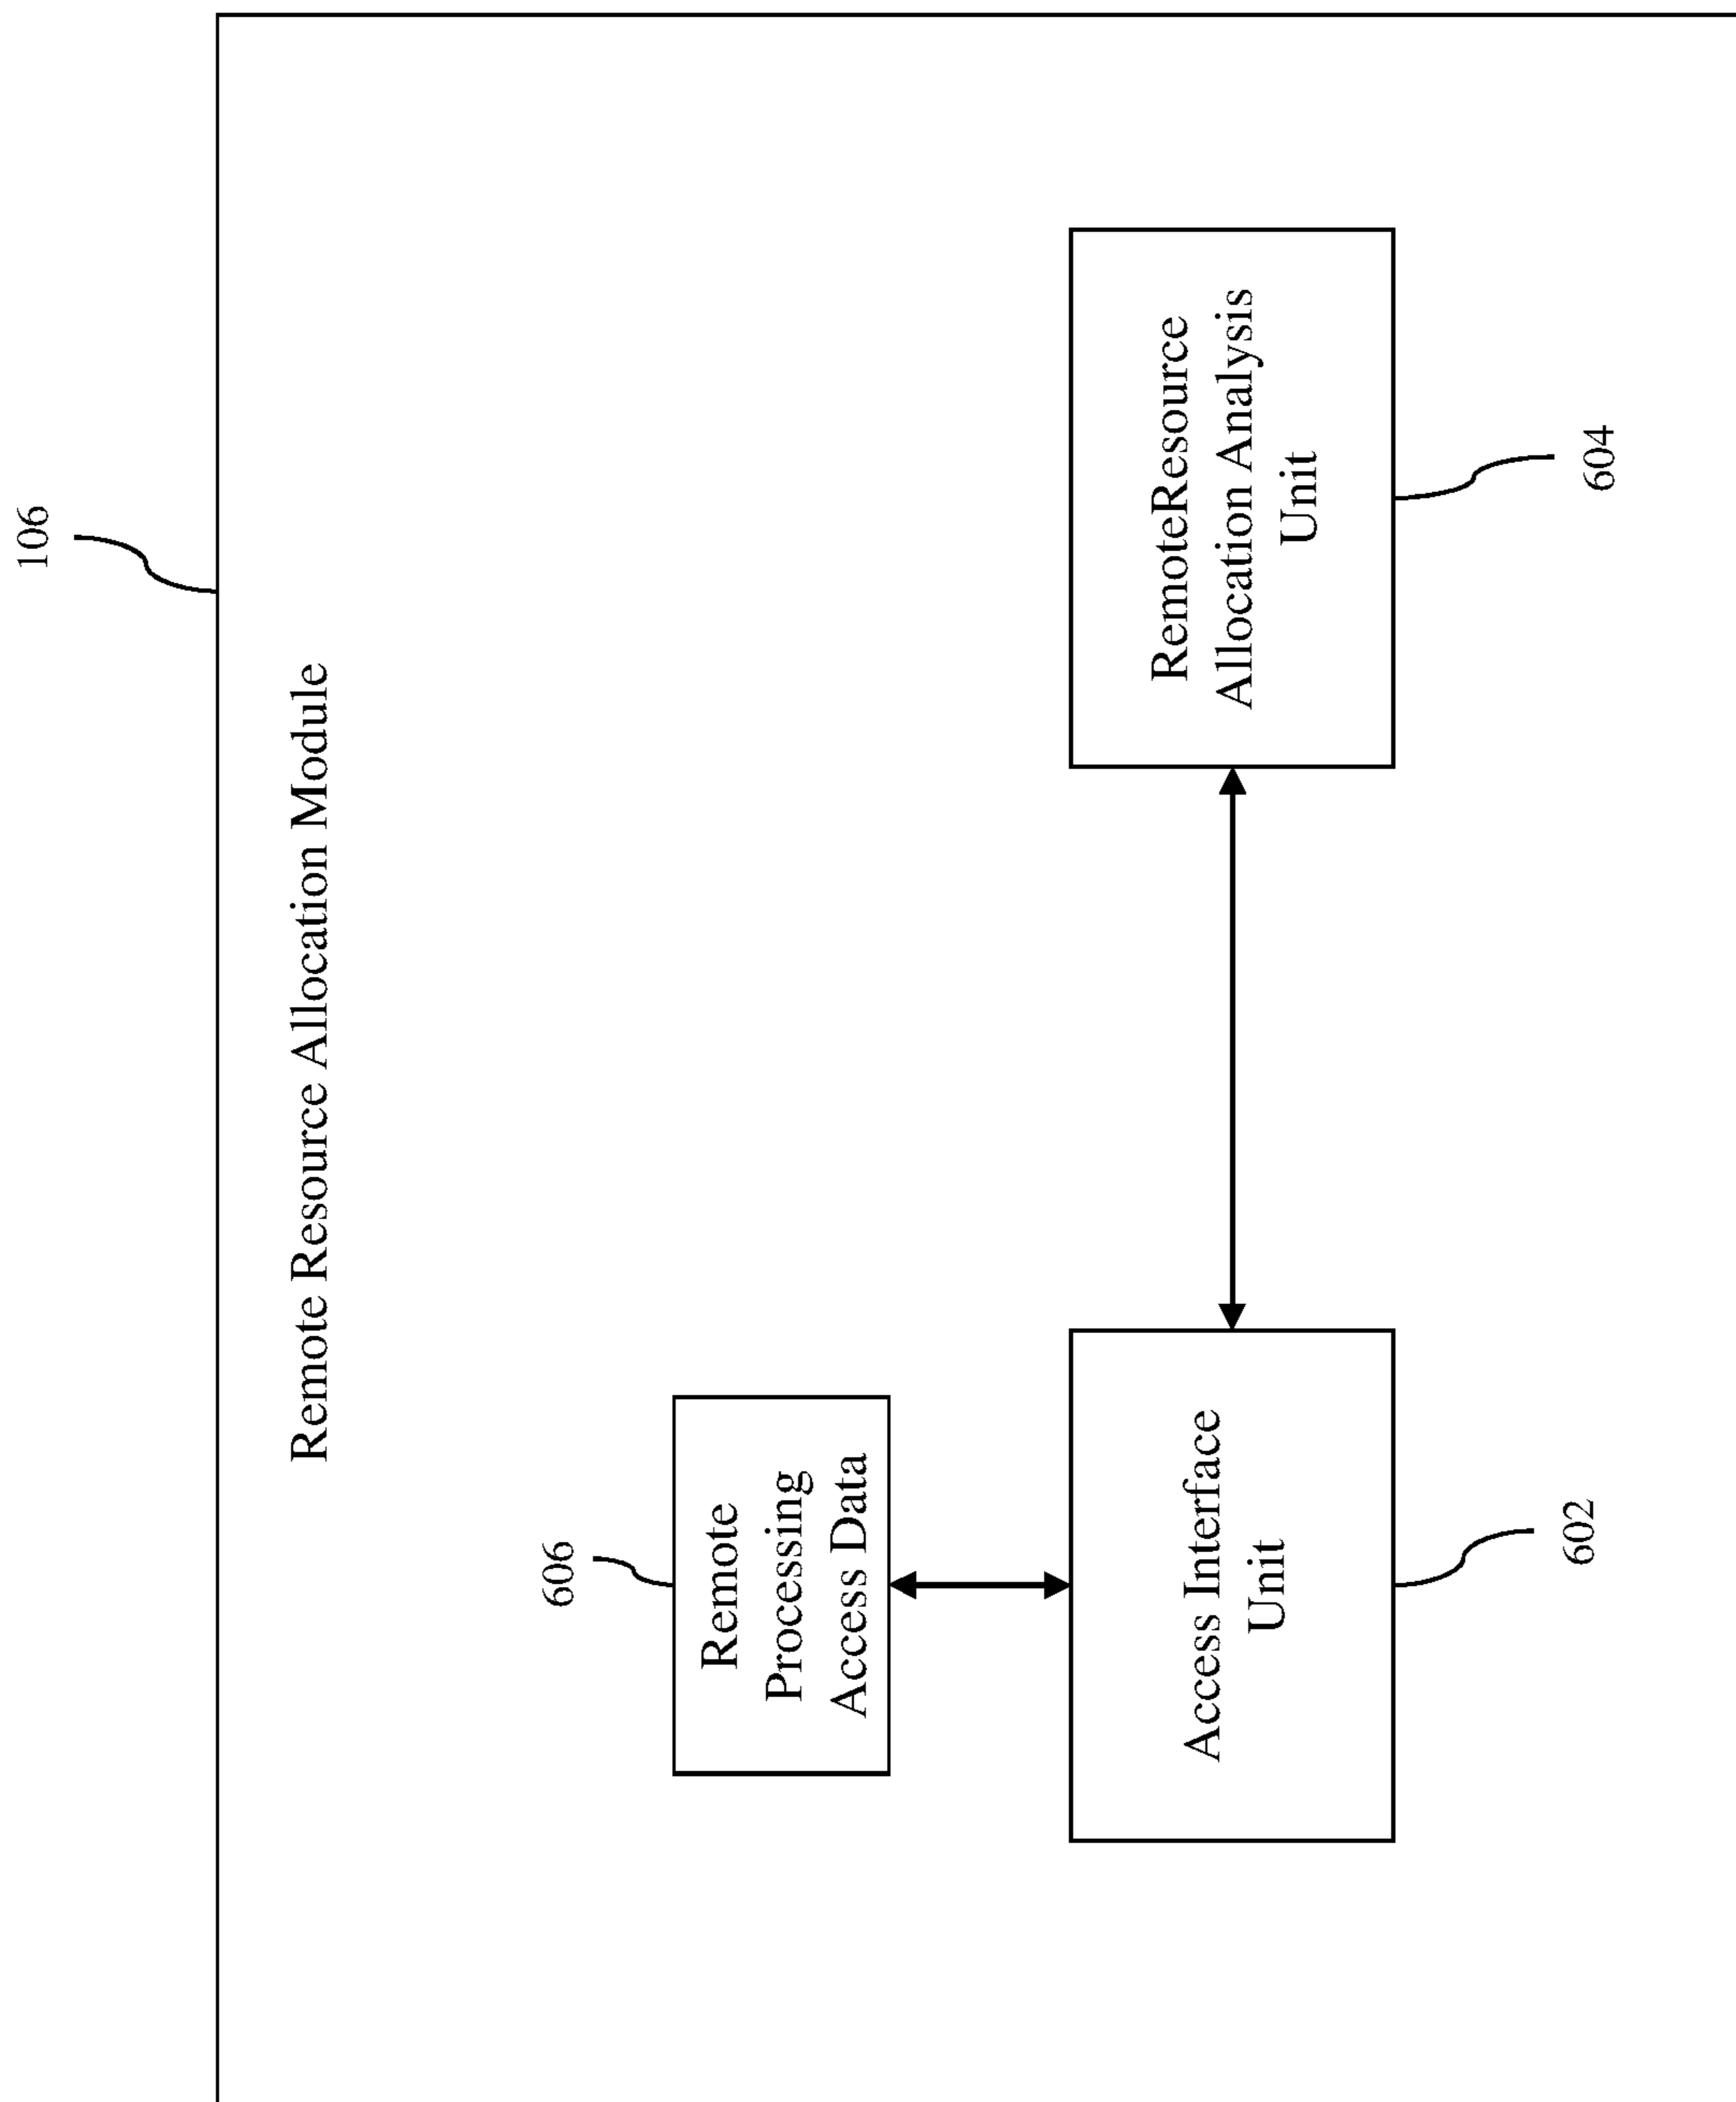 106
Remote Resource Allocation Module
606
Remote
Processing
Access Data
Access Interface
Unit
602
RemoteResource
Allocation Analysis
Unit
604